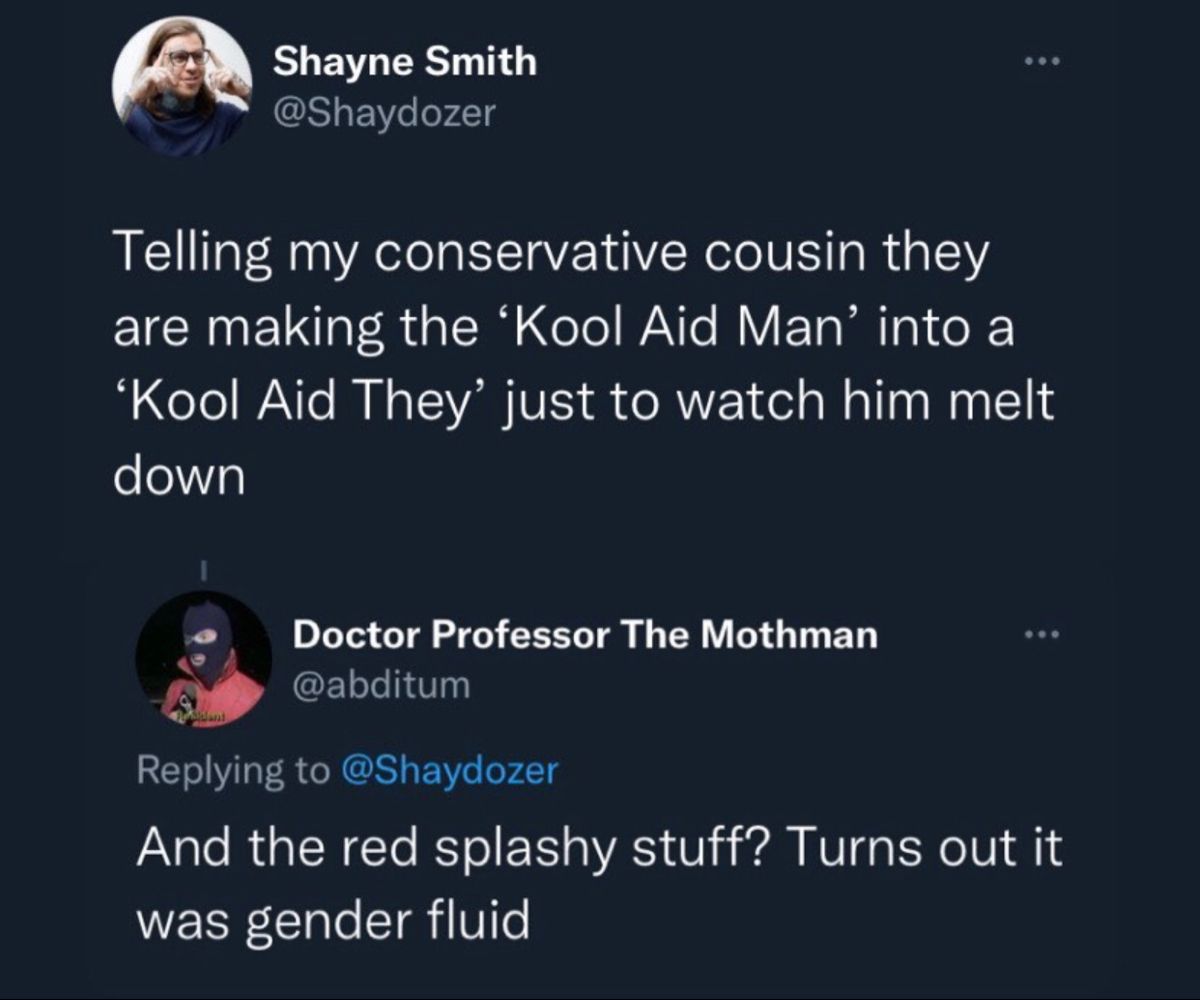 Shayne Smith
@Shaydozer
Telling my conservative cousin they
are making the ‘Kool Aid Man’ into a
‘Kool Aid They’ just to watch him melt
down
Doctor Professor The Mothman
@abditum
Replying to @Shaydozer
And the red splashy stuff? Turns out it
was gender fluid